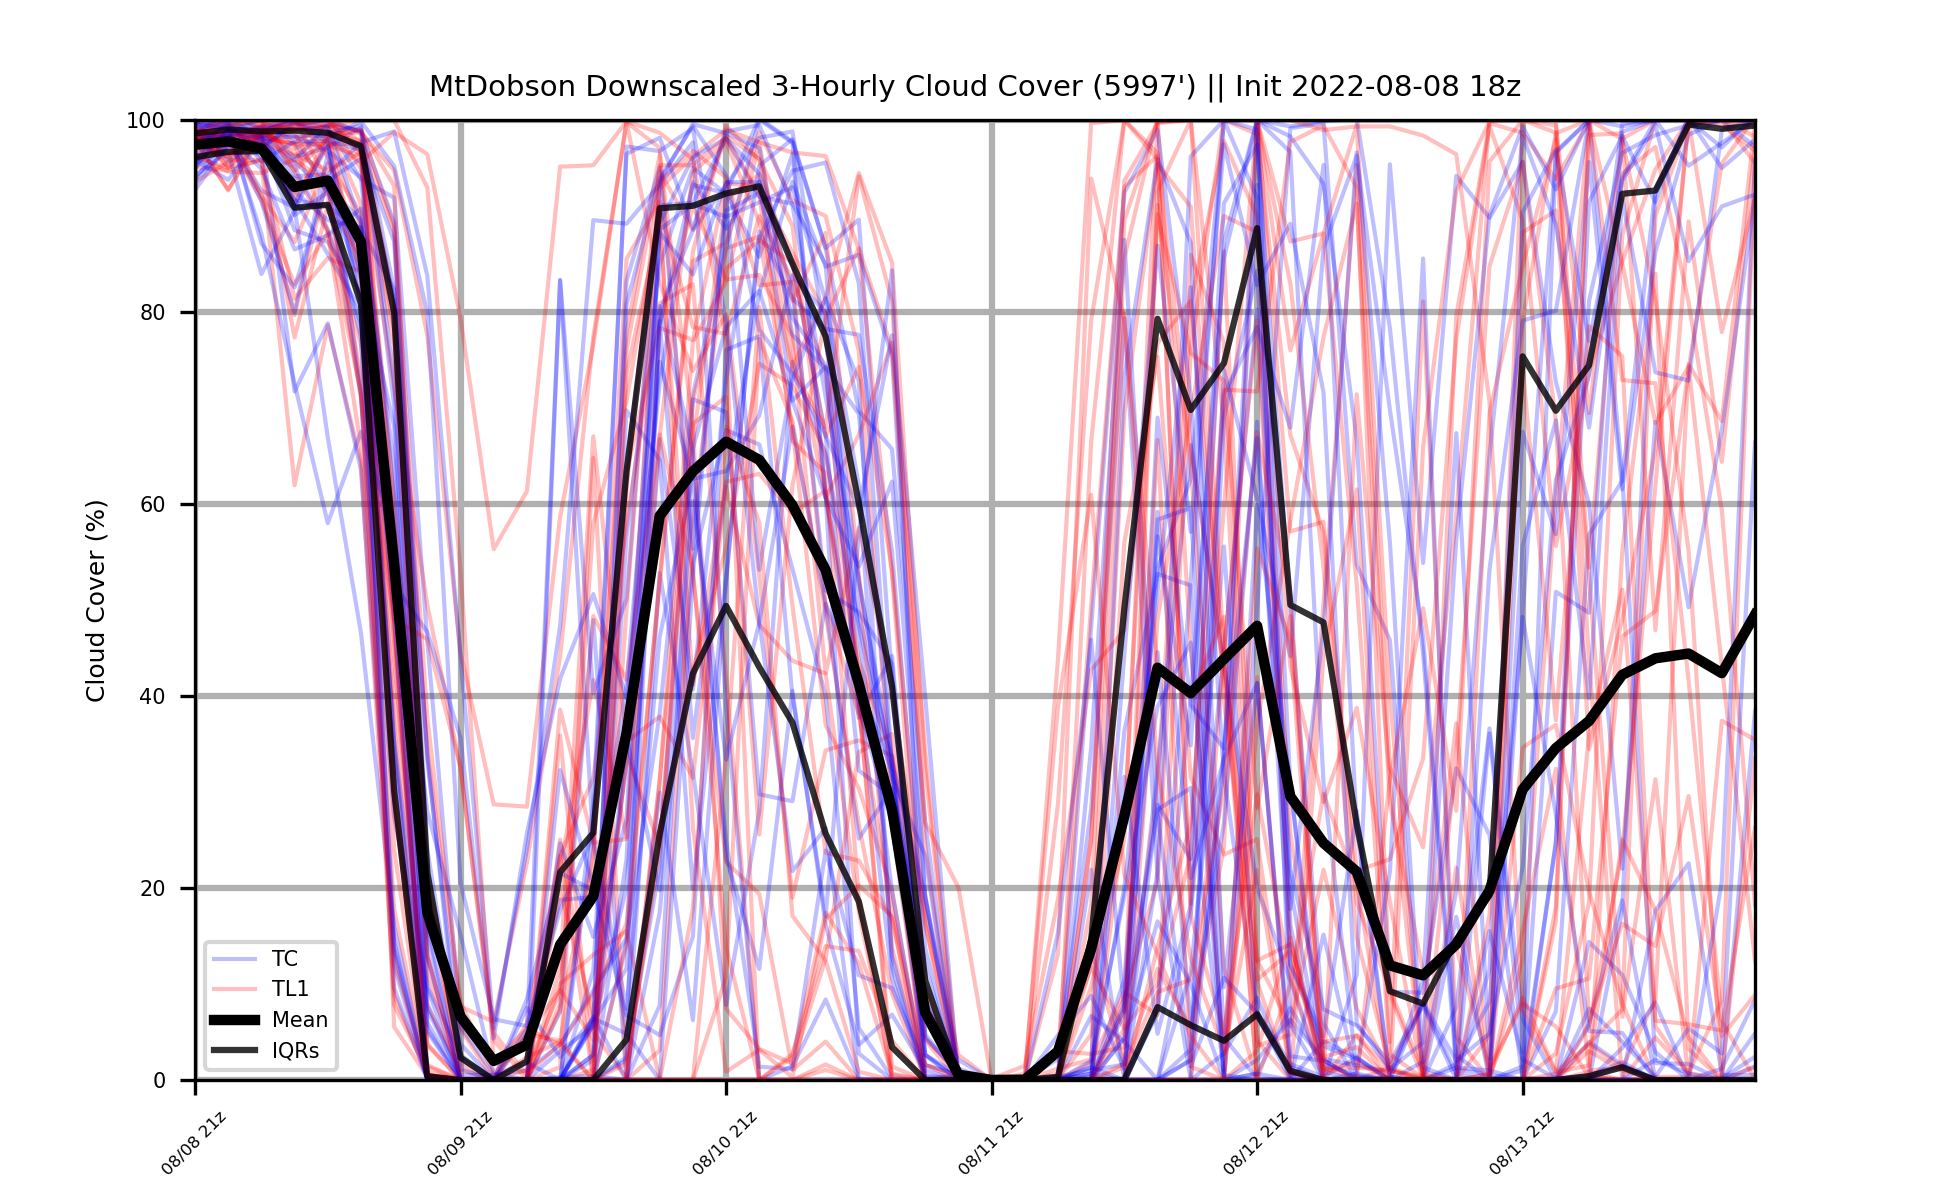 MtDobson Downscaled 3-Hourly Cloud Cover (5997') || Init 2022-08-08 18z
Cloud Cover (%)
100
80
60
40
20
0
TC
TL1
Mean
IQRs
08/08 21z
08/09 21z
08/10 21z
08/11 21z
08/12 21z
08/13 21z